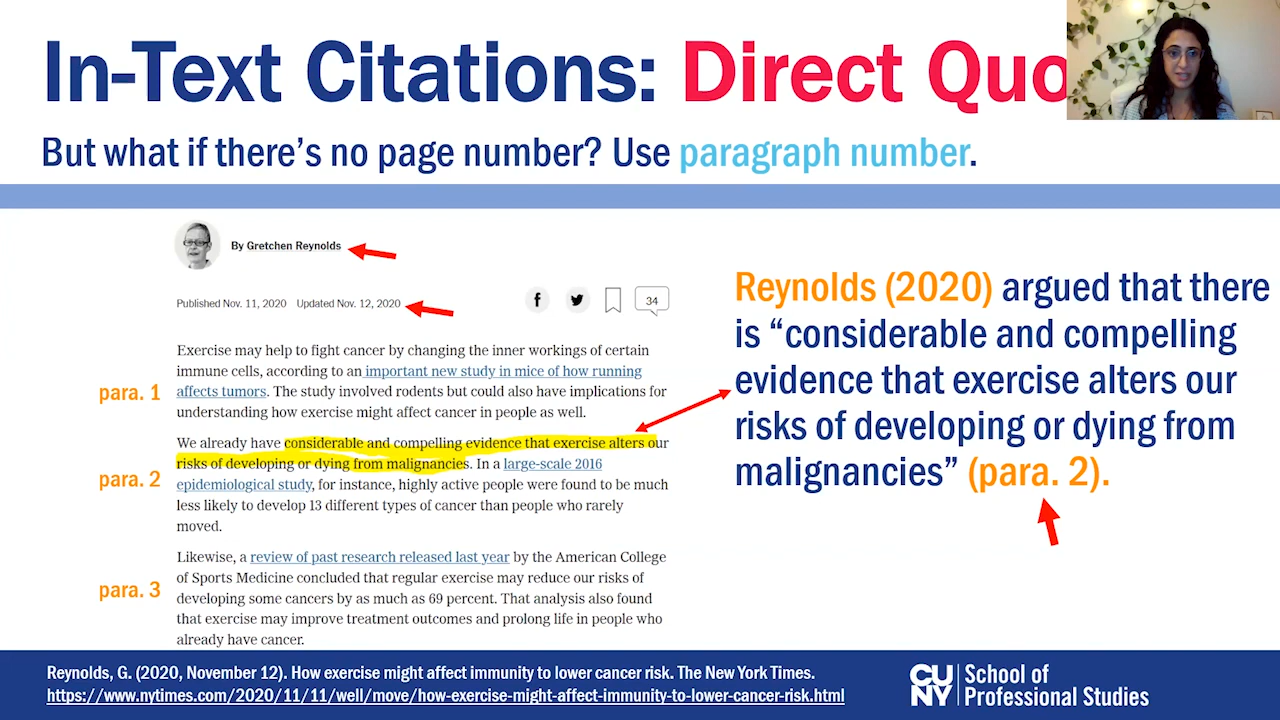 In-Text Citations: Direct Quo
But what if there's no page number? Use paragraph number.
By Gretchen Reynolds
Published Nov. 11, 2020 Updated Nov. 12, 2020
34
para. 1
Exercise may help to fight cancer by changing the inner workings of certain
immune cells, according to an important new study in mice of how running
affects tumors. The study involved rodents but could also have implications for
understanding how exercise might affect cancer in people as well.
para. 2
We already have considerable and compelling evidence that exercise alters our
risks of developing or dying from malignancies. In a large-scale 2016
epidemiological study, for instance, highly active people were found to be much
less likely to develop 13 different types of cancer than people who rarely
moved.
para. 3
Likewise, a review of past research released last year by the American College
of Sports Medicine concluded that regular exercise may reduce our risks of
developing some cancers by as much as 69 percent. That analysis also found
that exercise may improve treatment outcomes and prolong life in people who
already have cancer.
Reynolds (2020) argued that there
is “considerable and compelling
evidence that exercise alters our
risks of developing or dying from
malignancies” (para. 2).
Reynolds, G. (2020, November 12). How exercise might affect immunity to lower cancer risk. The New York Times.
https://www.nytimes.com/2020/11/11/well/move/how-exercise-might-affect-immunity-to-lower-cancer-risk.html
CU
NY
School of
Professional Studies